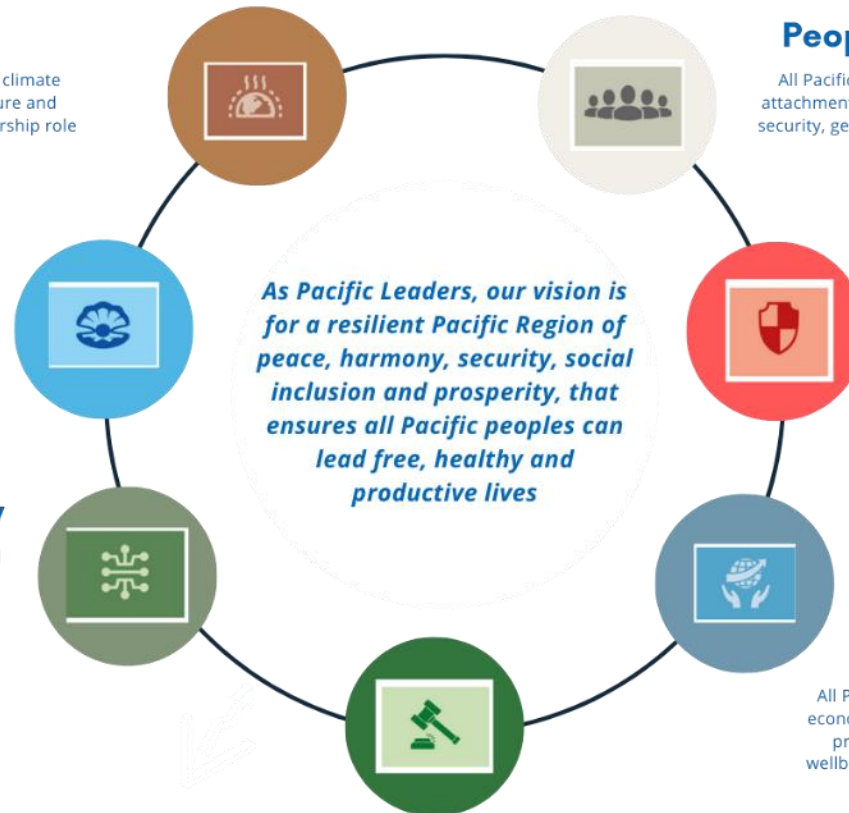 Peop
climate
ure and
rship role
All Pacific
attachment
security, ge
As Pacific Leaders, our vision is
for a resilient Pacific Region of
peace, harmony, security, social
inclusion and prosperity, that
ensures all Pacific peoples can
lead free, healthy and
productive lives
y
All P
econo
pr
wellb